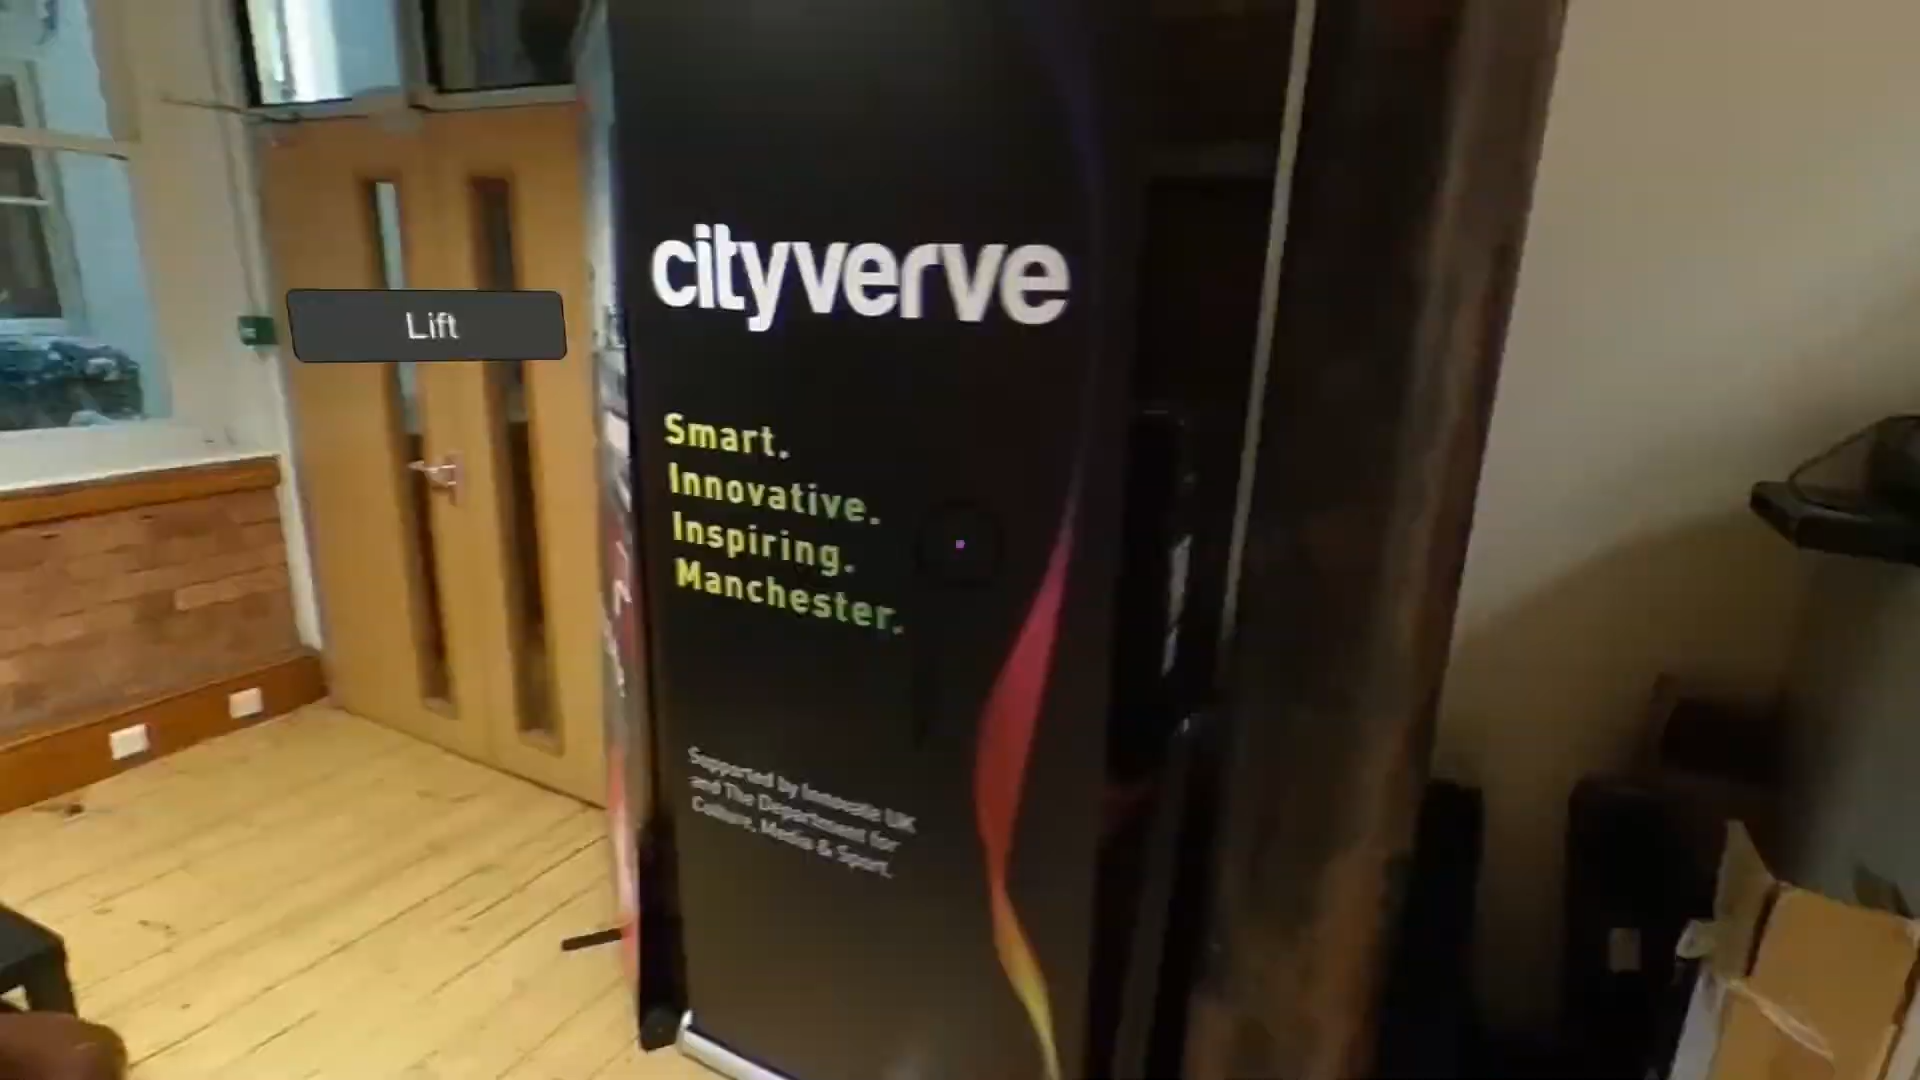 Lift
cityverve
Smart.
Innovative.
Inspiring.
Manchester.
Supported by Innovate UK
and The Department for
Culture, Media & Sport.